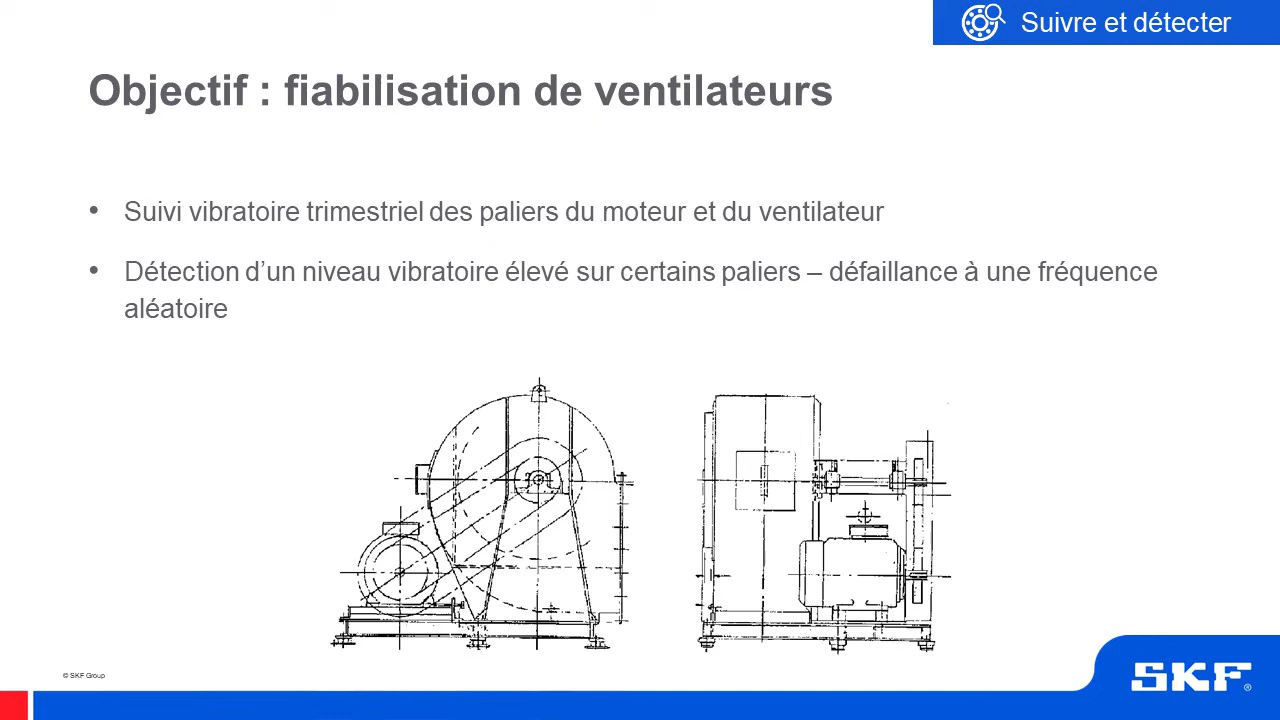 Suivre et détecter
Objectif : fiabilisation de ventilateurs
• Suivi vibratoire trimestriel des paliers du moteur et du ventilateur
• Détection d’un niveau vibratoire élevé sur certains paliers – défaillance à une fréquence
aléatoire
© SKF Group
SKF®